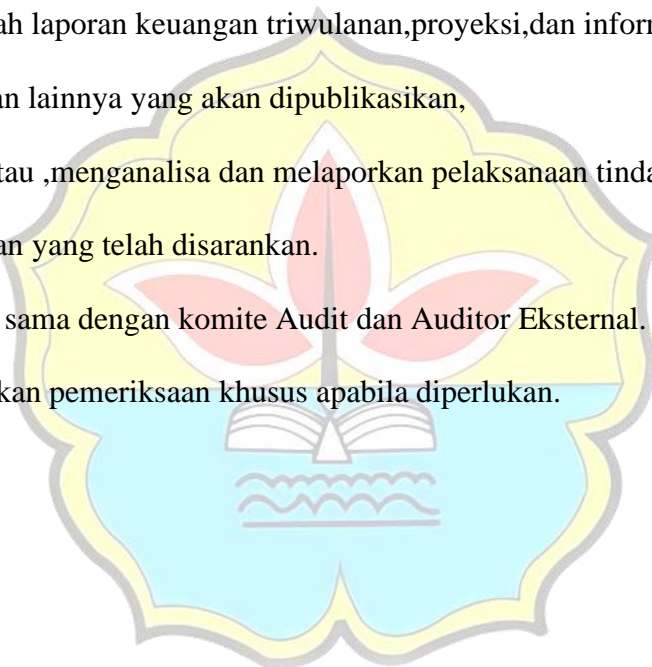 ah laporan keuangan triwulanan,proyeksi,dan infor
an lainnya yang akan dipublikasikan,
tau ,menganalisa dan melaporkan pelaksanaan tinda
an yang telah disarankan.
sama dengan komite Audit dan Auditor Eksternal.
kan pemeriksaan khusus apabila diperlukan.